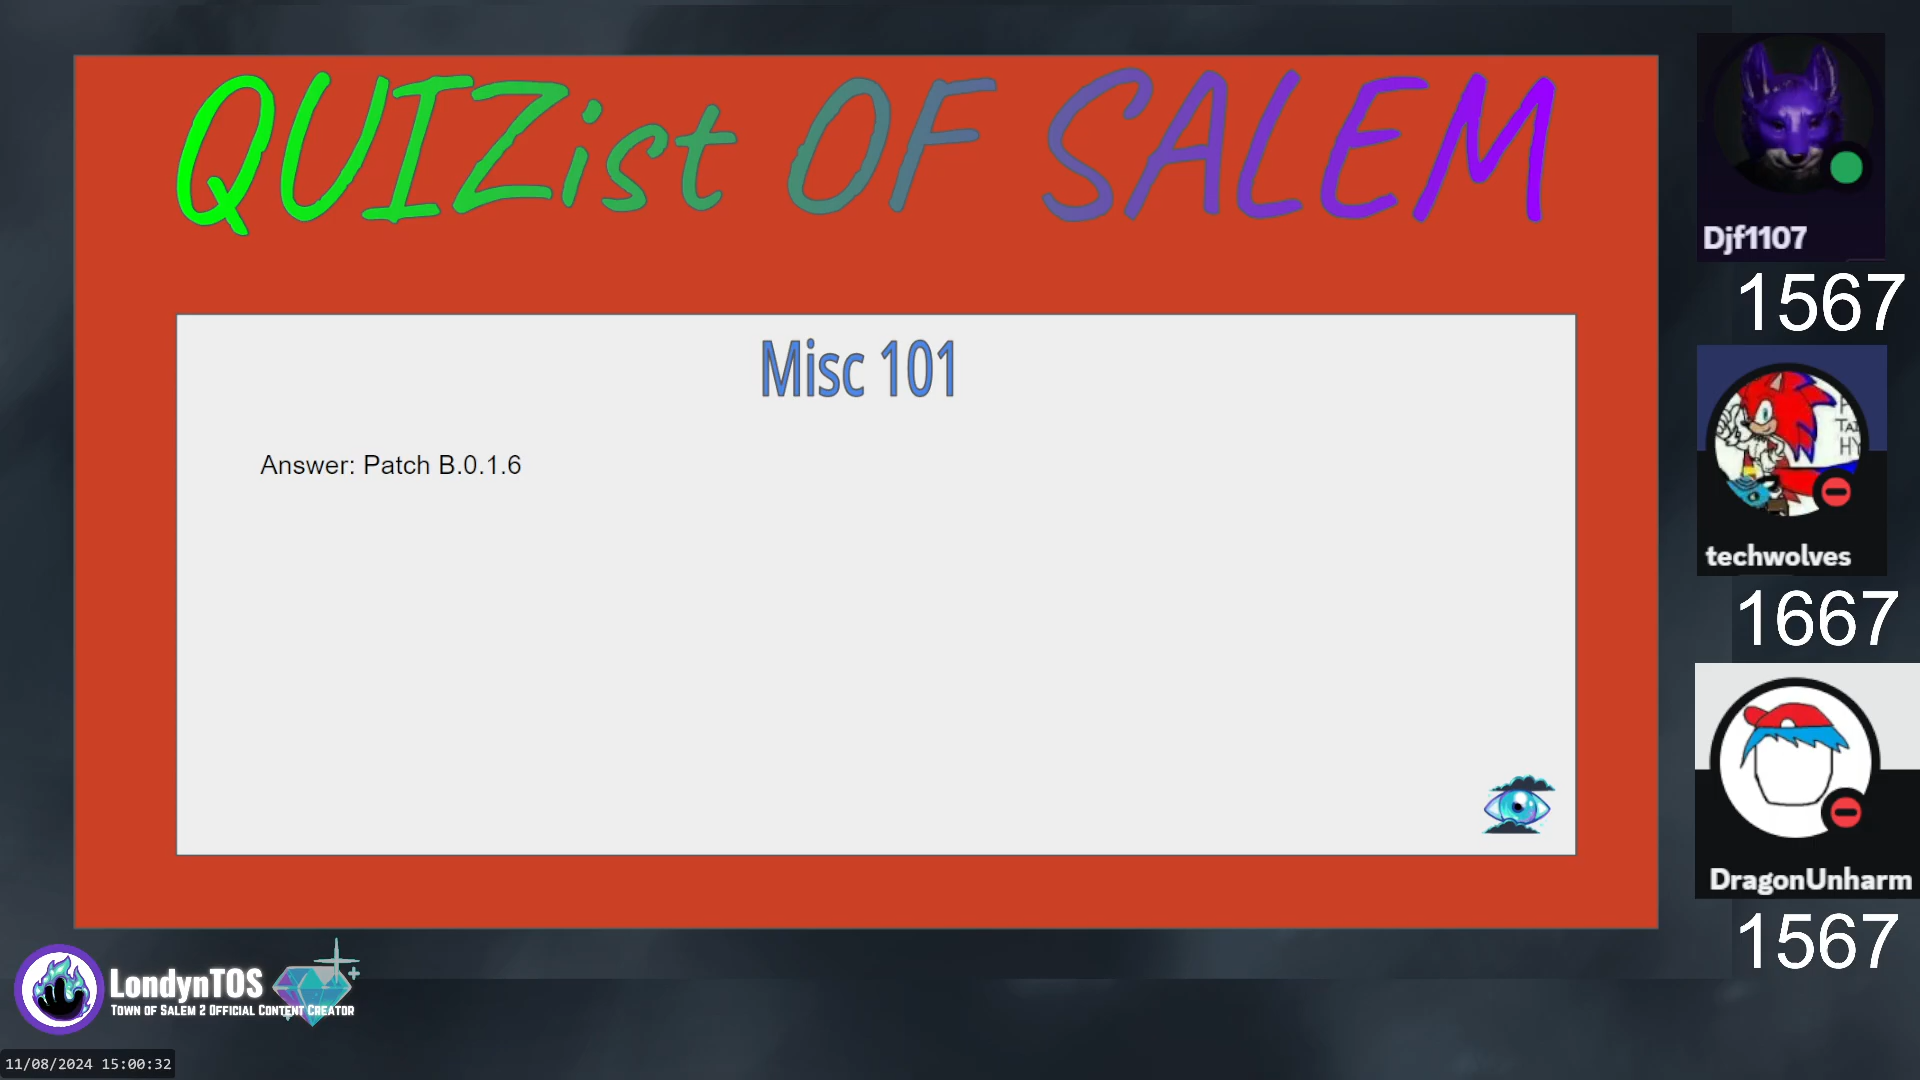 QUIZist OF SALEM
Misc 101
Answer: Patch B.0.1.6
Djf1107
1567
techwolves
1667
DragonUnharm
1567
LondynTOS
Town of Salem 2 Official Content Creator
11/08/2024 15:00:32